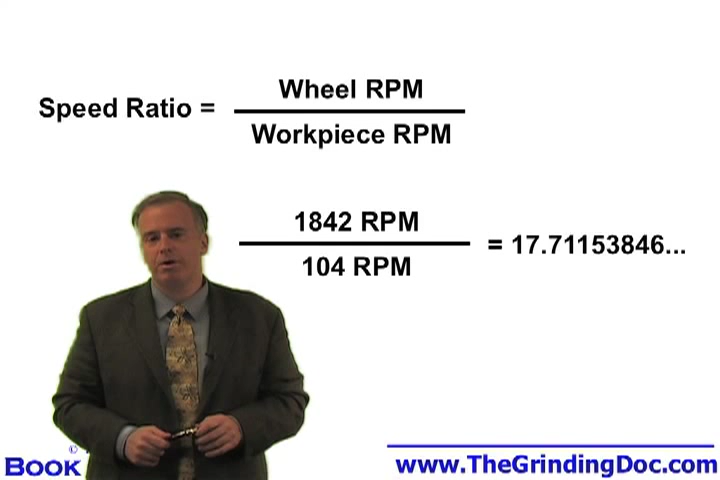 Speed Ratio =
Wheel RPM
Workpiece RPM
1842 RPM
104 RPM
= 17.71153846...
©
BOOK
www.TheGrindingDoc.com